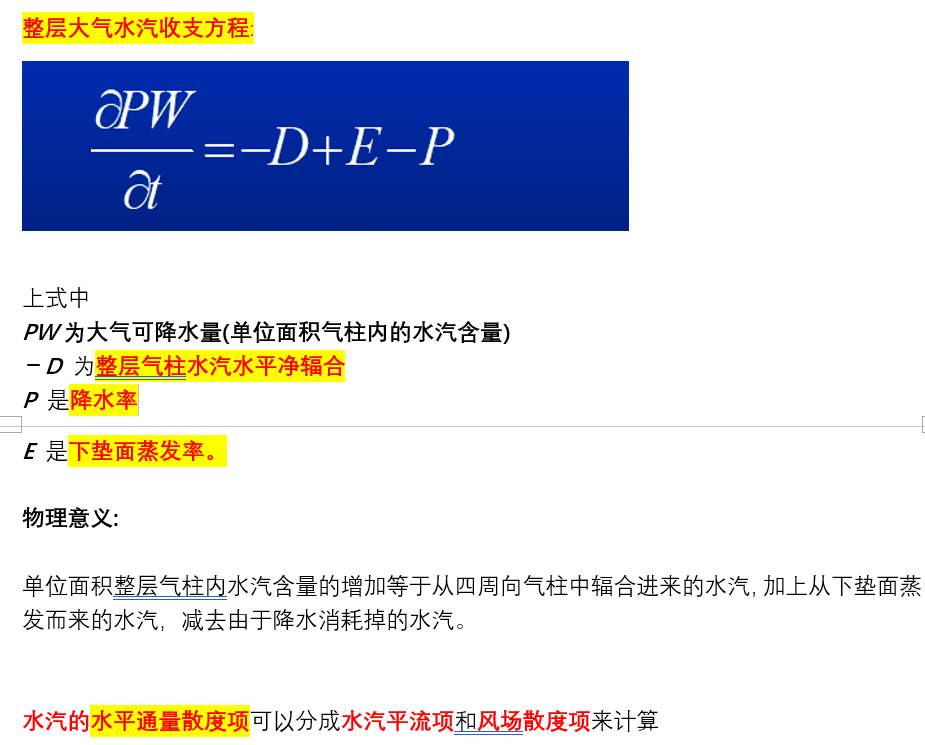 整层大气水汽收支方程:
∂PW
∂t
=−D+E−P
上式中
PW 为大气可降水量(单位面积气柱内的水汽含量)
－D 为整层气柱水汽水平净辐合
P 是降水率
E 是下垫面蒸发率。
物理意义:
单位面积整层气柱内水汽含量的增加等于从四周向气柱中辐合进来的水汽, 加上从下垫面蒸
发而来的水汽，减去由于降水消耗掉的水汽。
水汽的水平通量散度项可以分成水汽平流项和风场散度项来计算